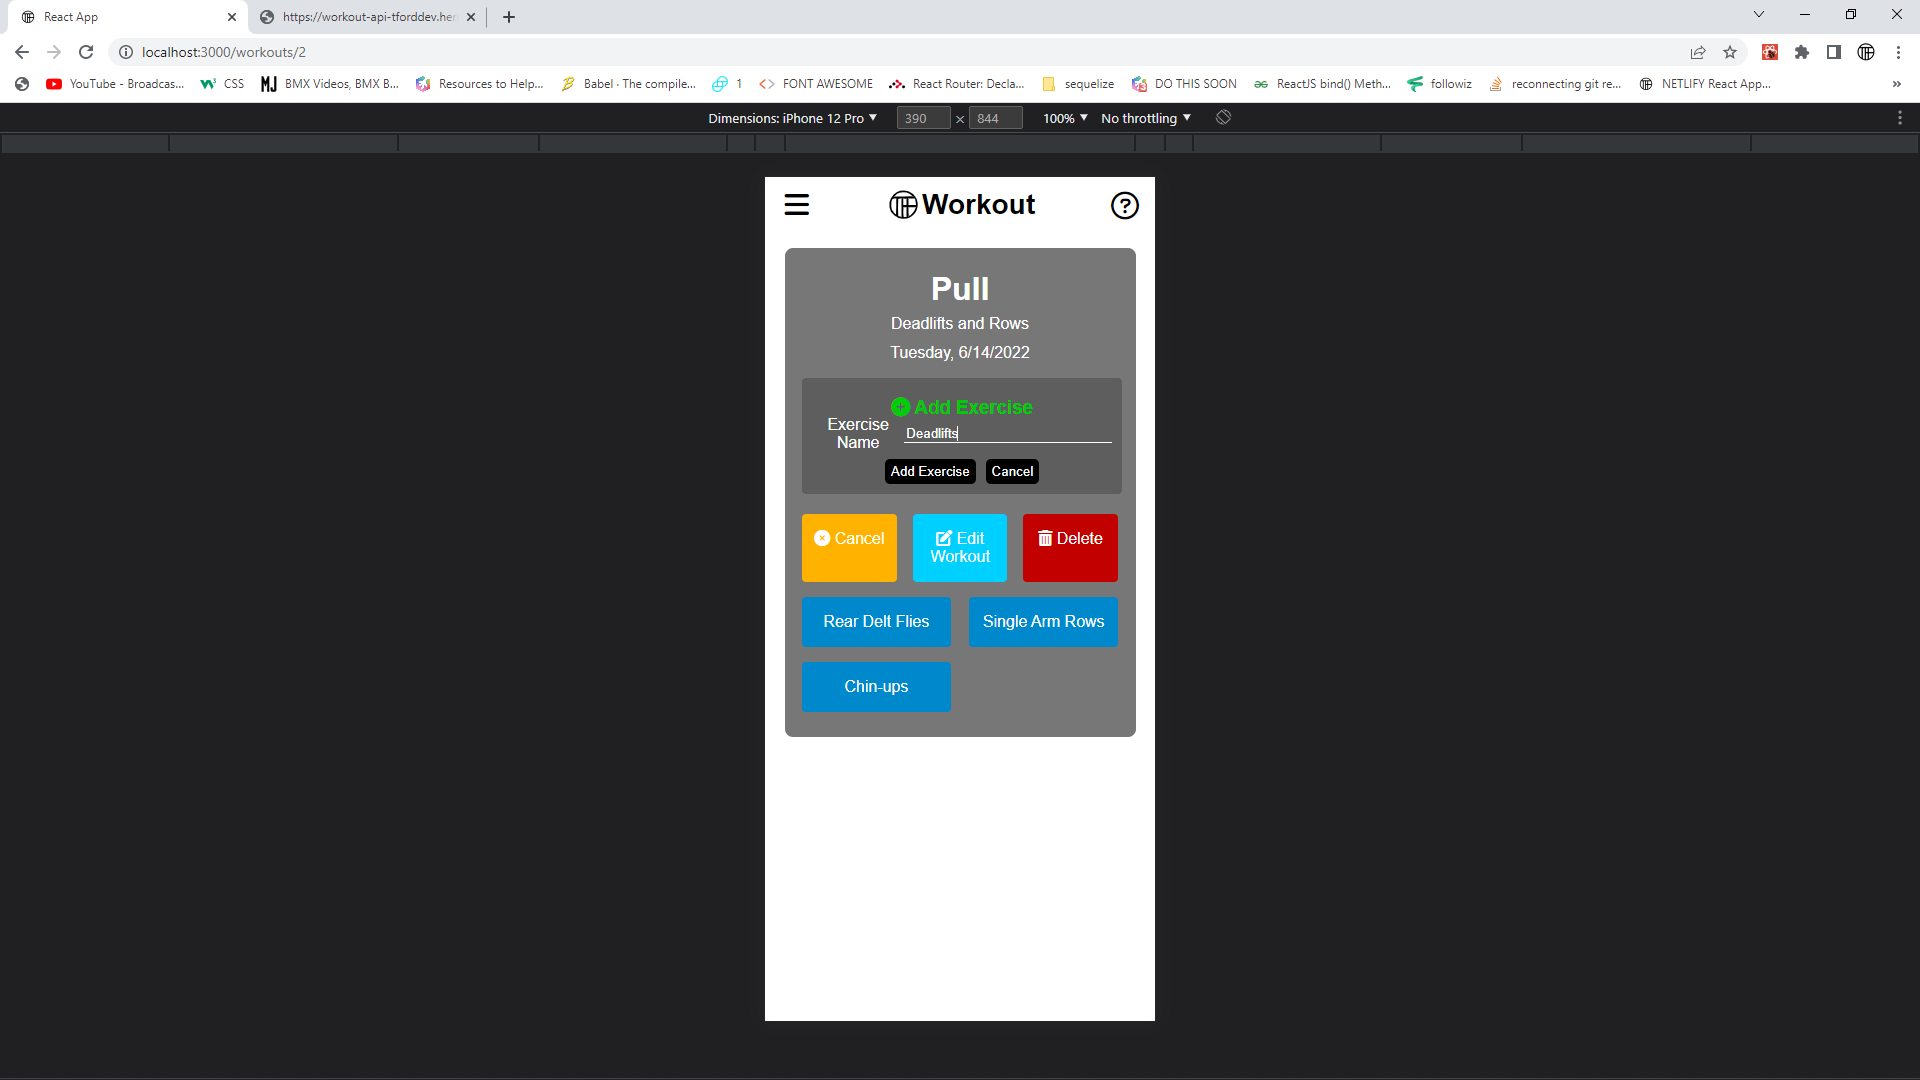 React App
https://workout-api-tforddev.her
localhost:3000/workouts/2
YouTube - Broadcas...
CSS
BMX Videos, BMX B...
Resources to Help...
Babel · The compile...
1
FONT AWESOME
React Router: Decla...
sequelize
DO THIS SOON
ReactJS bind() Meth...
followiz
reconnecting git re...
NETLIFY React App...
Dimensions: iPhone 12 Pro
390 × 844
100%
No throttling
Workout
Pull
Deadlifts and Rows
Tuesday, 6/14/2022
Add Exercise
Exercise
Name
Deadlifts
Add Exercise
Cancel
Cancel
Edit
Workout
Delete
Rear Delt Flies
Single Arm Rows
Chin-ups